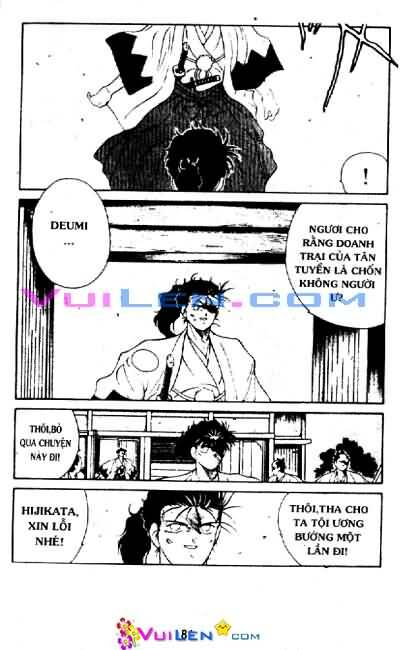 !
NGƯƠI CHO
RẰNG DOANH
TRẠI CỦA TÂN
TUYỂN LÀ CHỐN
KHÔNG NGƯỜI
Ư?
DEUMI
...
VUILEN.COM
THÔI,BỎ
QUA CHUYỆN
NÀY ĐI!
THÔI,THA CHO
TA TỘI ƯƠNG
BƯỚNG MỘT
LẦN ĐI!
HIJIKATA,
XIN LỖI
NHÉ!
8
VUILEN
.com